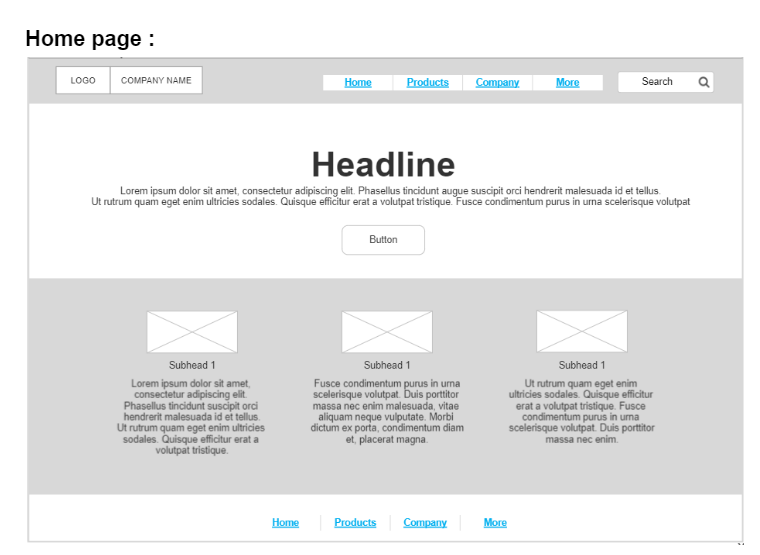 Home page :
LOGO COMPANY NAME Home Products Company More Search
Headline
Lorem ipsum dolor sit amet, consectetur adipiscing elit. Phasellus tincidunt augue suscipit orci hendrerit malesuada id et tellus.
Ut rutrum quam eget enim ultricies sodales. Quisque efficitur erat a volutpat tristique. Fusce condimentum purus in urna scelerisque volutpat
Button
Subhead 1
Lorem ipsum dolor sit amet,
consectetur adipiscing elit.
Phasellus tincidunt suscipit orci
hendrerit malesuada id et tellus.
Ut rutrum quam eget enim ultricies
sodales. Quisque efficitur erat a
volutpat tristique.
Subhead 1
Fusce condimentum purus in urna
scelerisque volutpat. Duis porttitor
massa nec enim malesuada, vitae
aliquam neque vulputate. Morbi
dictum ex porta, condimentum diam
et, placerat magna.
Subhead 1
Ut rutrum quam eget enim
ultricies sodales. Quisque efficitur
erat a volutpat tristique. Fusce
condimentum purus in urna
scelerisque volutpat. Duis porttitor
massa nec enim.
Home Products Company More